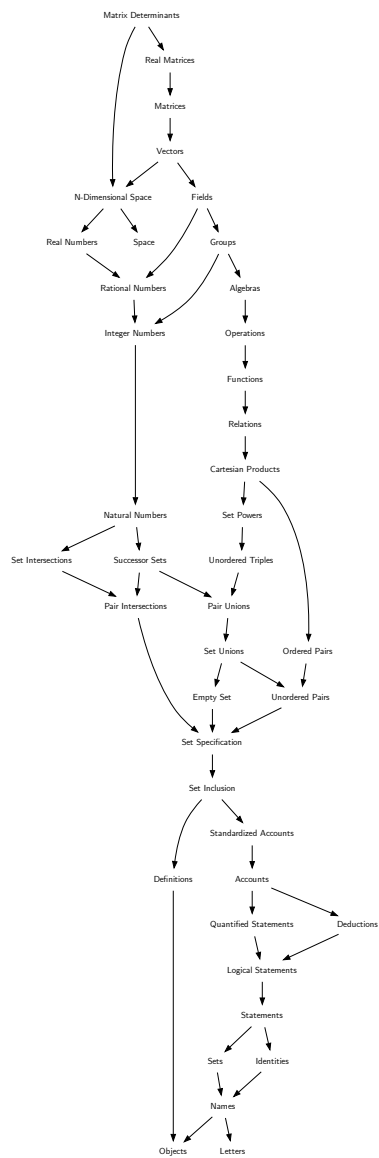 Matrix Determinants
Real Matrices
Matrices
Vectors
N-Dimensional Space
Fields
Real Numbers
Space
Groups
Rational Numbers
Algebras
Integer Numbers
Operations
Functions
Relations
Cartesian Products
Natural Numbers
Set Powers
Set Intersections
Successor Sets
Unordered Triples
Pair Intersections
Pair Unions
Set Unions
Ordered Pairs
Empty Set
Unordered Pairs
Set Specification
Set Inclusion
Standardized Accounts
Definitions
Accounts
Quantified Statements
Deductions
Logical Statements
Statements
Sets
Identities
Names
Objects
Letters